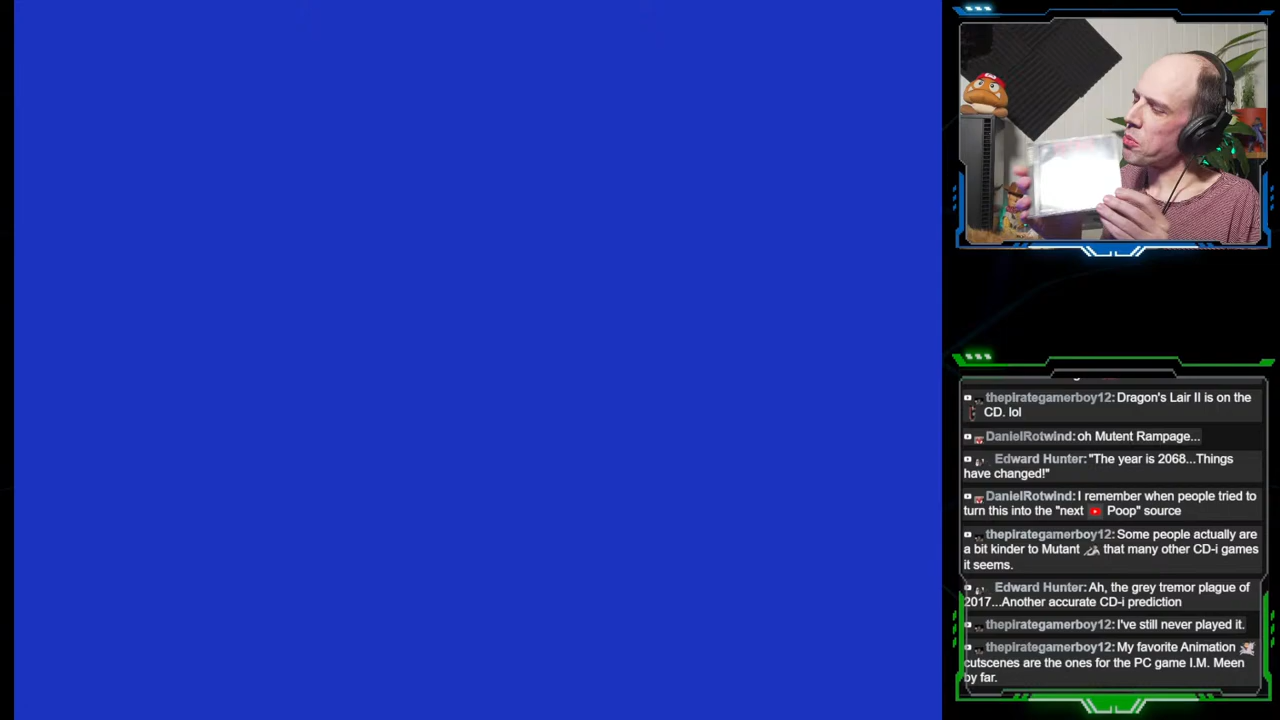 thepirategamerboy12: Dragon's Lair II is on the
CD. lol
DanielRotwind: oh Mutent Rampage...
Edward Hunter: "The year is 2068...Things
have changed!"
DanielRotwind: I remember when people tried to
turn this into the "next Poop" source
thepirategamerboy12: Some people actually are
a bit kinder to Mutant that many other CD-i games
it seems.
Edward Hunter: Ah, the grey tremor plague of
2017...Another accurate CD-i prediction
thepirategamerboy12: I've still never played it.
thepirategamerboy12: My favorite Animation
cutscenes are the ones for the PC game I.M. Meen
by far.